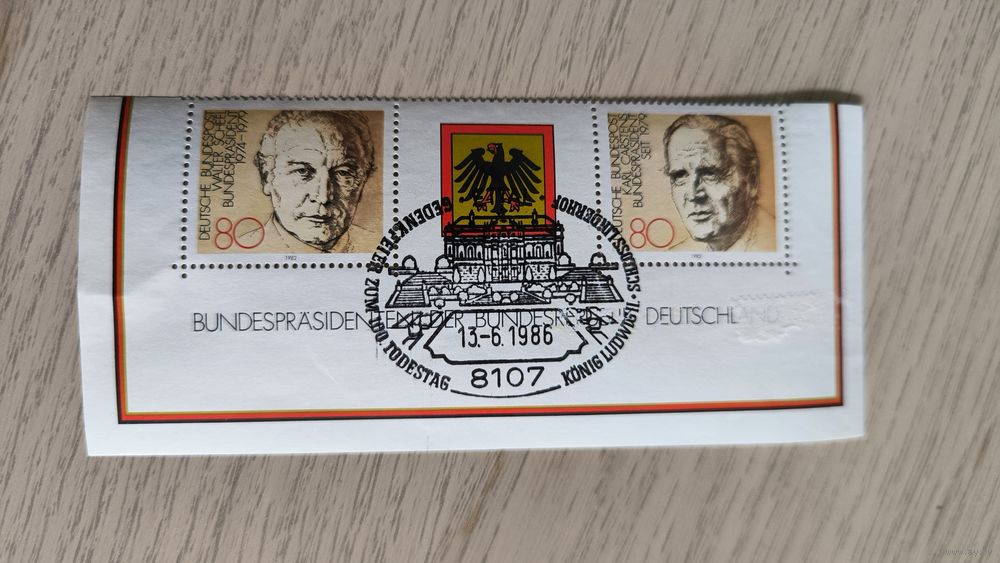 DEUTSCHE BUNDESPOST
WALTER SCHEEL
BUNDESPRÄSIDENT
1974–1979
80
1982
DEUTSCHE BUNDESPOST
KARL CARSTENS
BUNDESPRÄSIDENT
SEIT 1979
80
1982
BUNDESPRÄSIDENTEN DER BUNDESREPUBLIK DEUTSCHLAND
GEDENKFEIER ZUM 100. TODESTAG
KÖNIG LUDWIG II. · SCHLOSS LINDERHOF
13.-6.1986
8107